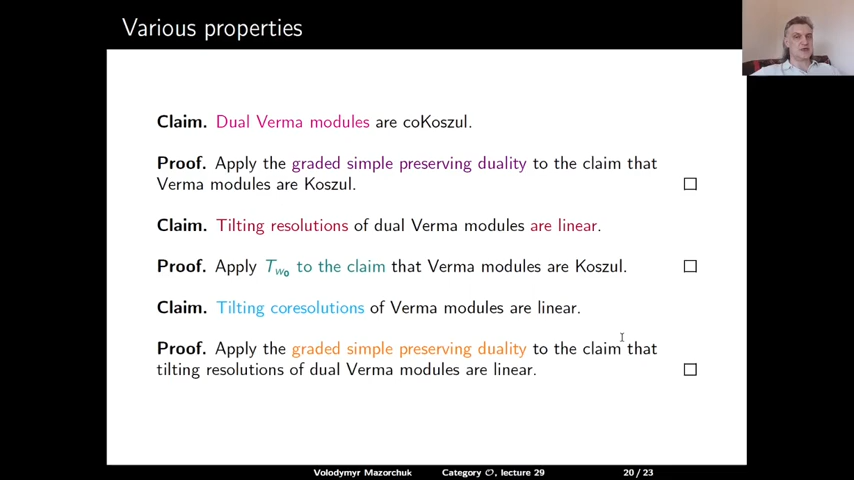 Various properties
Claim. Dual Verma modules are coKoszul.
Proof. Apply the graded simple preserving duality to the claim that
Verma modules are Koszul. □
Claim. Tilting resolutions of dual Verma modules are linear.
Proof. Apply T_{w_0} to the claim that Verma modules are Koszul. □
Claim. Tilting coresolutions of Verma modules are linear.
Proof. Apply the graded simple preserving duality to the claim that
tilting resolutions of dual Verma modules are linear. □
Volodymyr Mazorchuk Category 𝒪, lecture 29 20 / 23